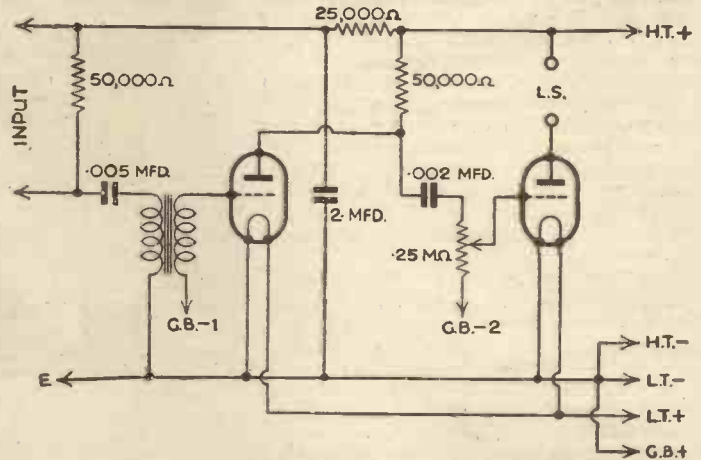 25,000Ω
H.T.+
50,000Ω
50,000Ω
L.S.
INPUT
.005 MFD.
.002 MFD.
2. MFD.
.25 MΩ
G.B.-1
G.B.-2
H.T.-
E
L.T.-
L.T.+
G.B.+